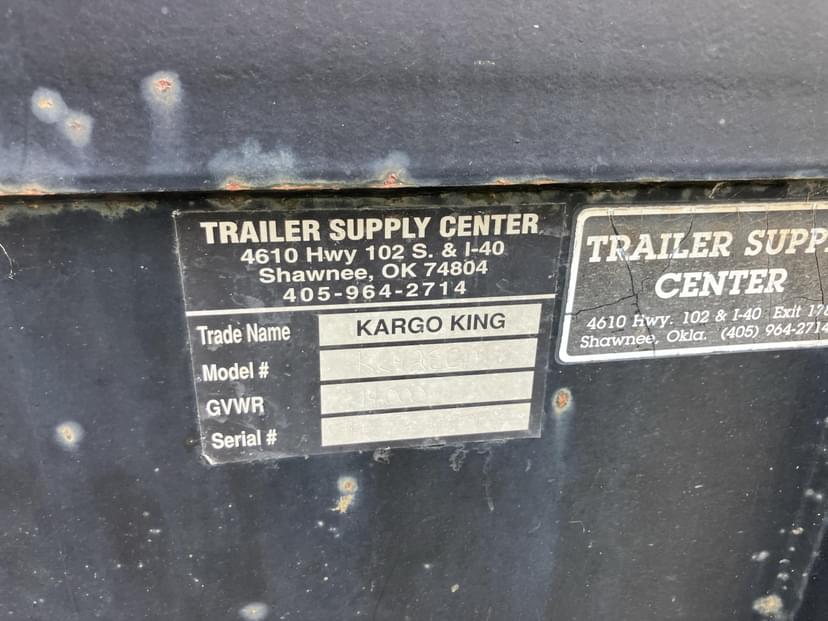 TRAILER SUPPLY CENTER
4610 Hwy 102 S. & I-40
Shawnee, OK 74804
405-964-2714
Trade Name KARGO KING
Model #
GVWR
Serial #
TRAILER SUPP
CENTER
4610 Hwy. 102 & I-40 Exit
Shawnee, Okla. (405) 964-2714